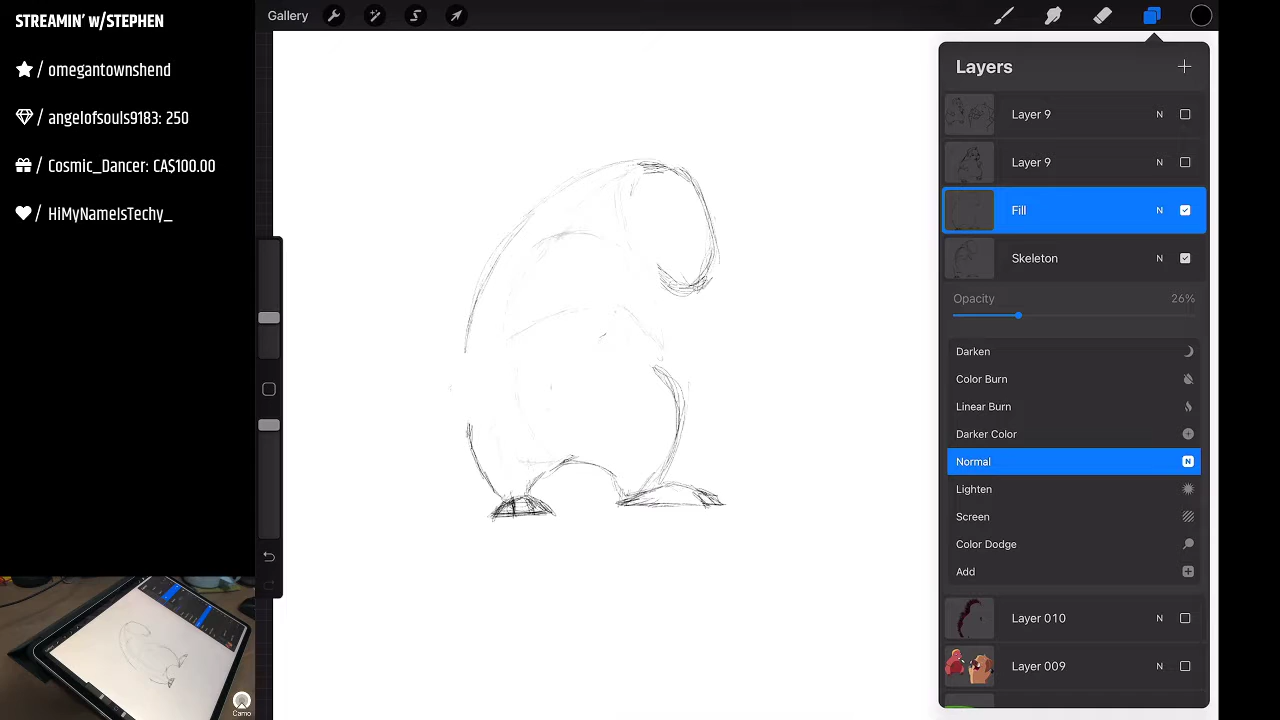 STREAMIN' w/STEPHEN
/ omegantownshend
/ angelofsouls9183: 250
/ Cosmic_Dancer: CA$100.00
/ HiMyNameIsTechy_
Gallery
Layers
Layer 9 N
Layer 9 N
Fill N
Skeleton N
Opacity 26%
Darken
Color Burn
Linear Burn
Darker Color
Normal N
Lighten
Screen
Color Dodge
Add
Layer 010 N
Layer 009 N
Camo